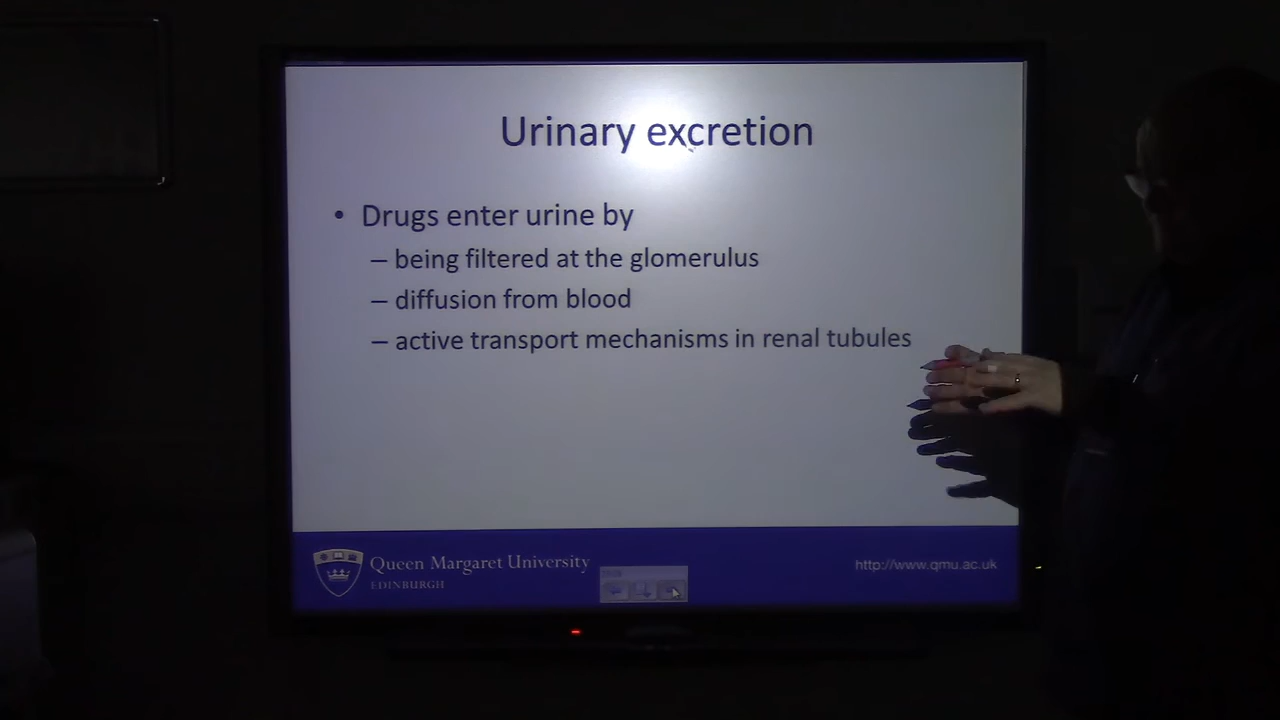 Urinary excretion
• Drugs enter urine by
– being filtered at the glomerulus
– diffusion from blood
– active transport mechanisms in renal tubules
Queen Margaret University
EDINBURGH
http://www.qmu.ac.uk